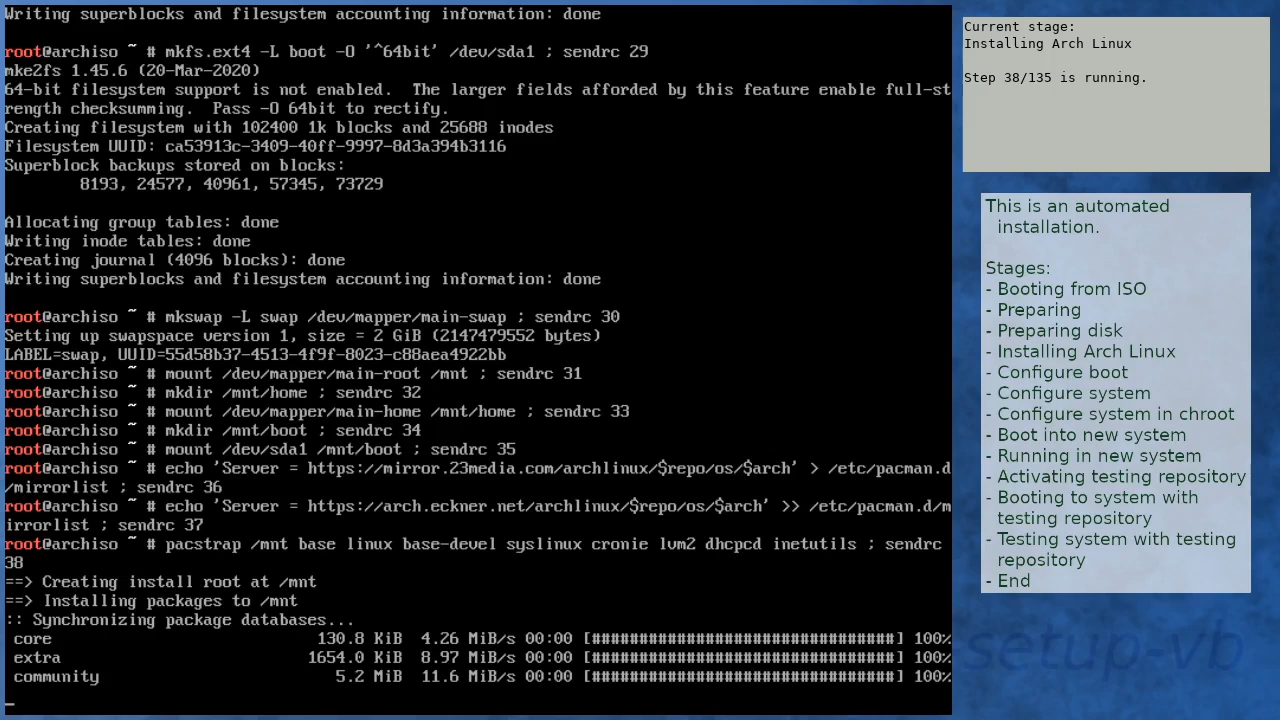 Writing superblocks and filesystem accounting information: done
root@archiso ~ # mkfs.ext4 -L boot -O '^64bit' /dev/sda1 ; sendrc 29
mke2fs 1.45.6 (20-Mar-2020)
64-bit filesystem support is not enabled.  The larger fields afforded by this feature enable full-st
rength checksumming.  Pass -O 64bit to rectify.
Creating filesystem with 102400 1k blocks and 25688 inodes
Filesystem UUID: ca53913c-3409-40ff-9997-8d3a394b3116
Superblock backups stored on blocks:
        8193, 24577, 40961, 57345, 73729
Allocating group tables: done
Writing inode tables: done
Creating journal (4096 blocks): done
Writing superblocks and filesystem accounting information: done
root@archiso ~ # mkswap -L swap /dev/mapper/main-swap ; sendrc 30
Setting up swapspace version 1, size = 2 GiB (2147479552 bytes)
LABEL=swap, UUID=55d58b37-4513-4f9f-8023-c88aea4922bb
root@archiso ~ # mount /dev/mapper/main-root /mnt ; sendrc 31
root@archiso ~ # mkdir /mnt/home ; sendrc 32
root@archiso ~ # mount /dev/mapper/main-home /mnt/home ; sendrc 33
root@archiso ~ # mkdir /mnt/boot ; sendrc 34
root@archiso ~ # mount /dev/sda1 /mnt/boot ; sendrc 35
root@archiso ~ # echo 'Server = https://mirror.23media.com/archlinux/$repo/os/$arch' > /etc/pacman.d
/mirrorlist ; sendrc 36
root@archiso ~ # echo 'Server = https://arch.eckner.net/archlinux/$repo/os/$arch' >> /etc/pacman.d/m
irrorlist ; sendrc 37
root@archiso ~ # pacstrap /mnt base linux base-devel syslinux cronie lvm2 dhcpcd inetutils ; sendrc
38
==> Creating install root at /mnt
==> Installing packages to /mnt
:: Synchronizing package databases...
 core                            130.8 KiB  4.26 MiB/s 00:00 [#################################] 100%
 extra                          1654.0 KiB  8.97 MiB/s 00:00 [#################################] 100%
 community                         5.2 MiB  11.6 MiB/s 00:00 [#################################] 100%
Current stage:
Installing Arch Linux
Step 38/135 is running.
This is an automated
installation.
Stages:
- Booting from ISO
- Preparing
- Preparing disk
- Installing Arch Linux
- Configure boot
- Configure system
- Configure system in chroot
- Boot into new system
- Running in new system
- Activating testing repository
- Booting to system with
testing repository
- Testing system with testing
repository
- End
setup-vb